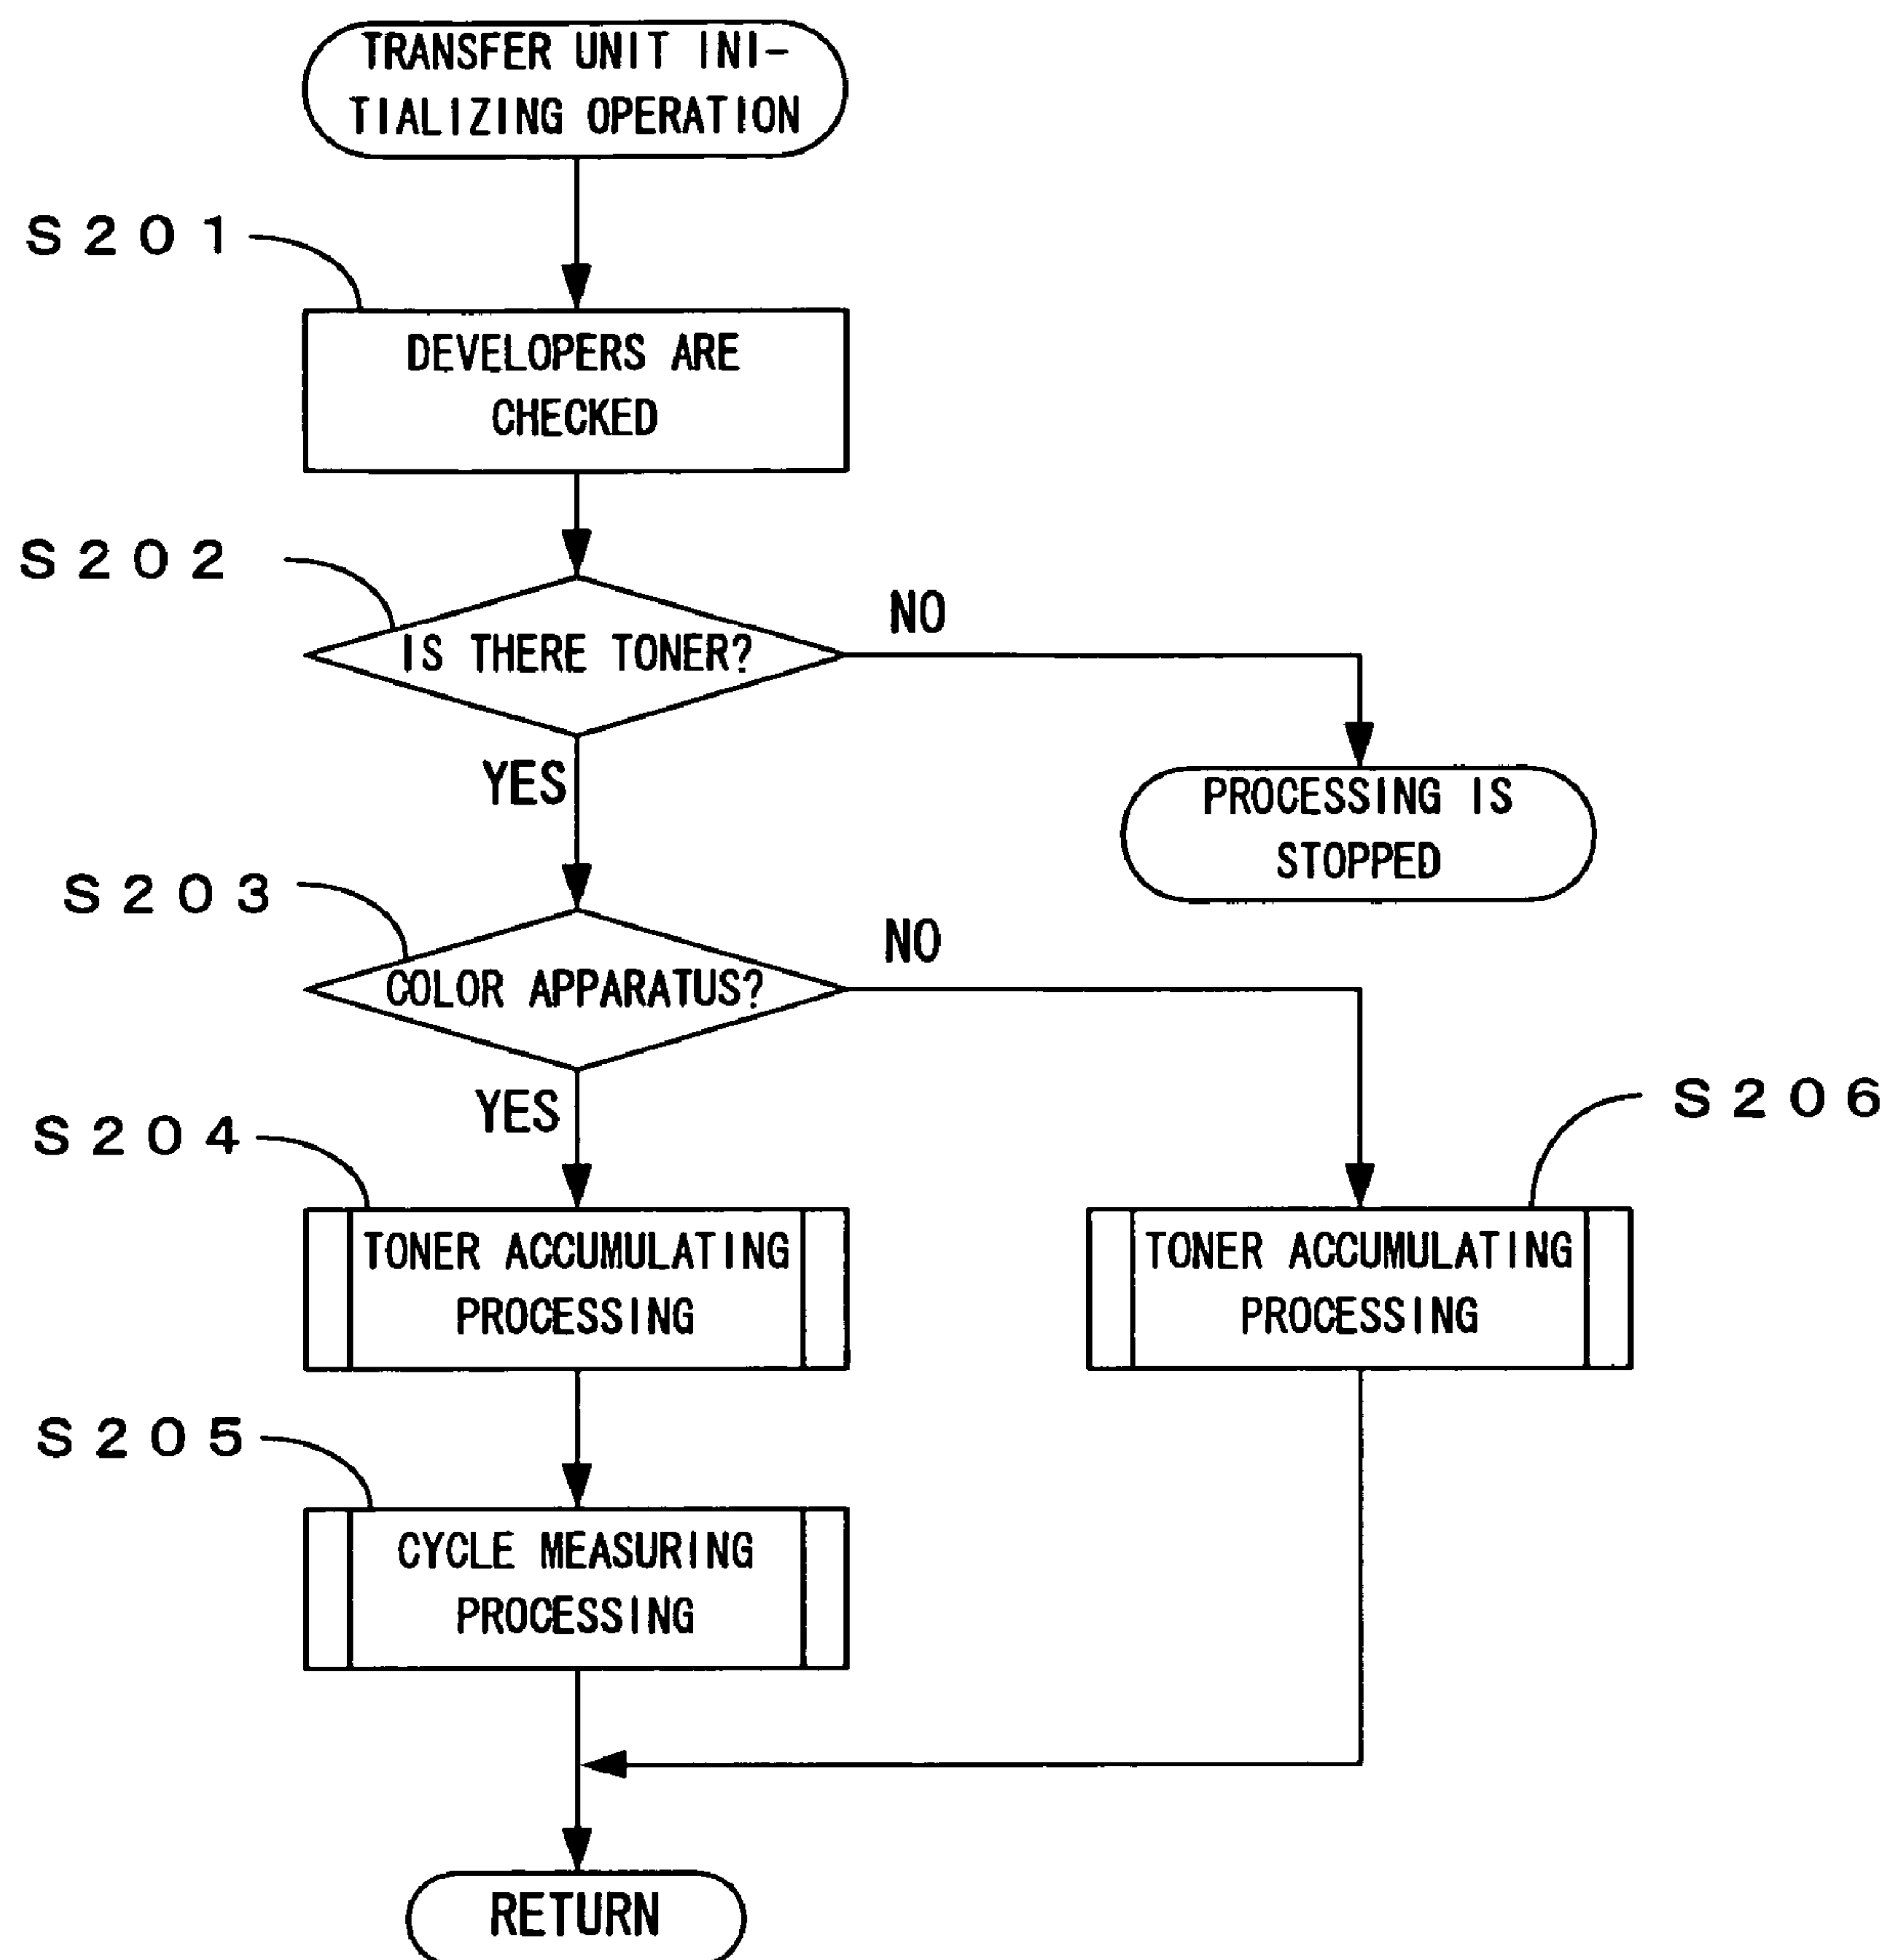 TRANSFER UNIT INI-
TIALIZING OPERATION
S201
DEVELOPERS ARE
CHECKED
S202
IS THERE TONER?
NO
YES
PROCESSING IS
STOPPED
S203
COLOR APPARATUS?
NO
YES
S204
S206
TONER ACCUMULATING
PROCESSING
TONER ACCUMULATING
PROCESSING
S205
CYCLE MEASURING
PROCESSING
RETURN